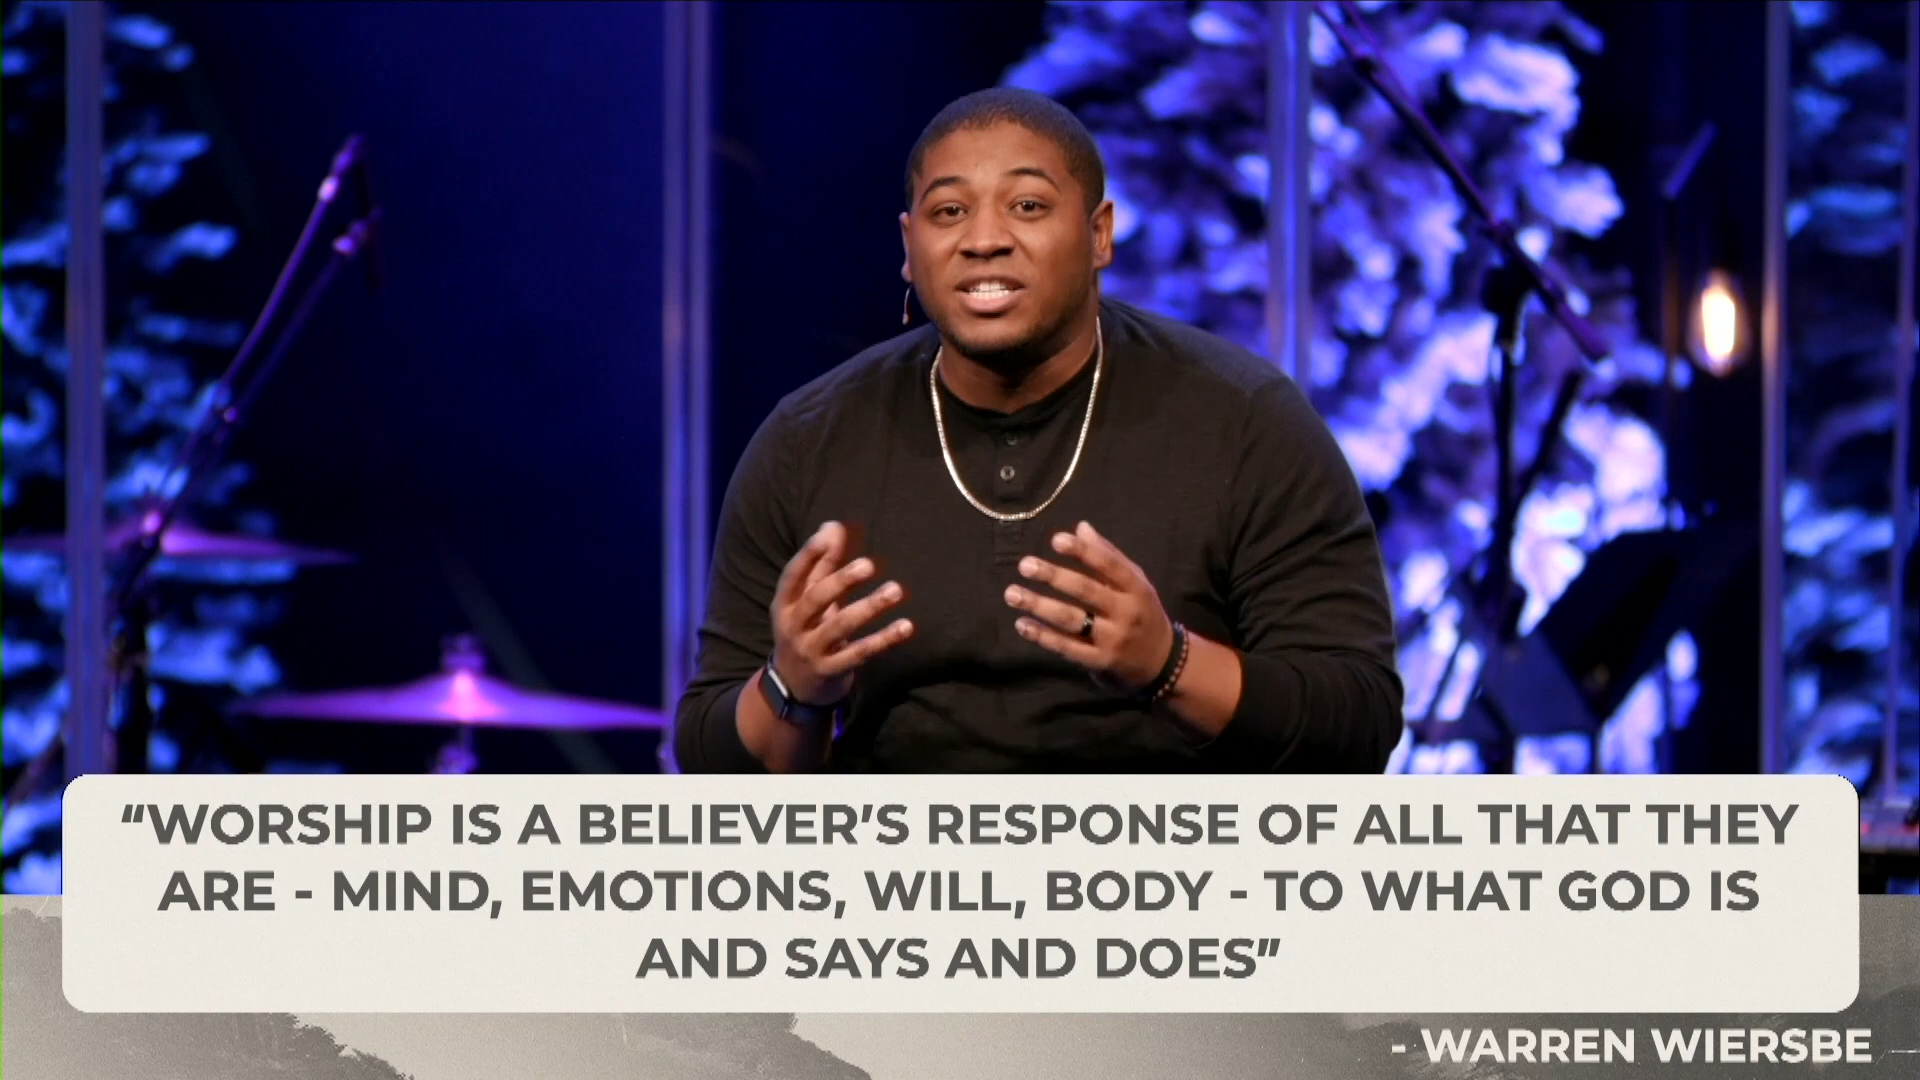 “WORSHIP IS A BELIEVER’S RESPONSE OF ALL THAT THEY
ARE - MIND, EMOTIONS, WILL, BODY - TO WHAT GOD IS
AND SAYS AND DOES”
- WARREN WIERSBE